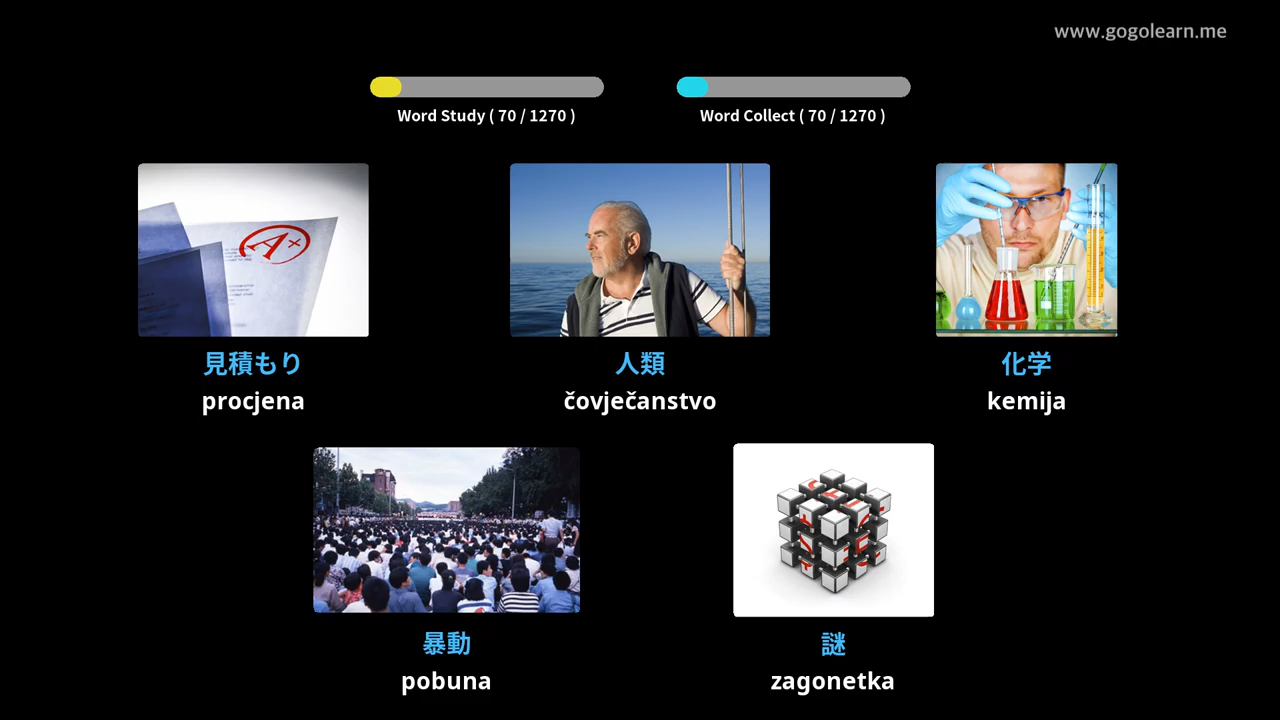 www.gogolearn.me
Word Study ( 70 / 1270 )
Word Collect ( 70 / 1270 )
A+
見積もり
procjena
人類
čovječanstvo
化学
kemija
暴動
pobuna
謎
zagonetka